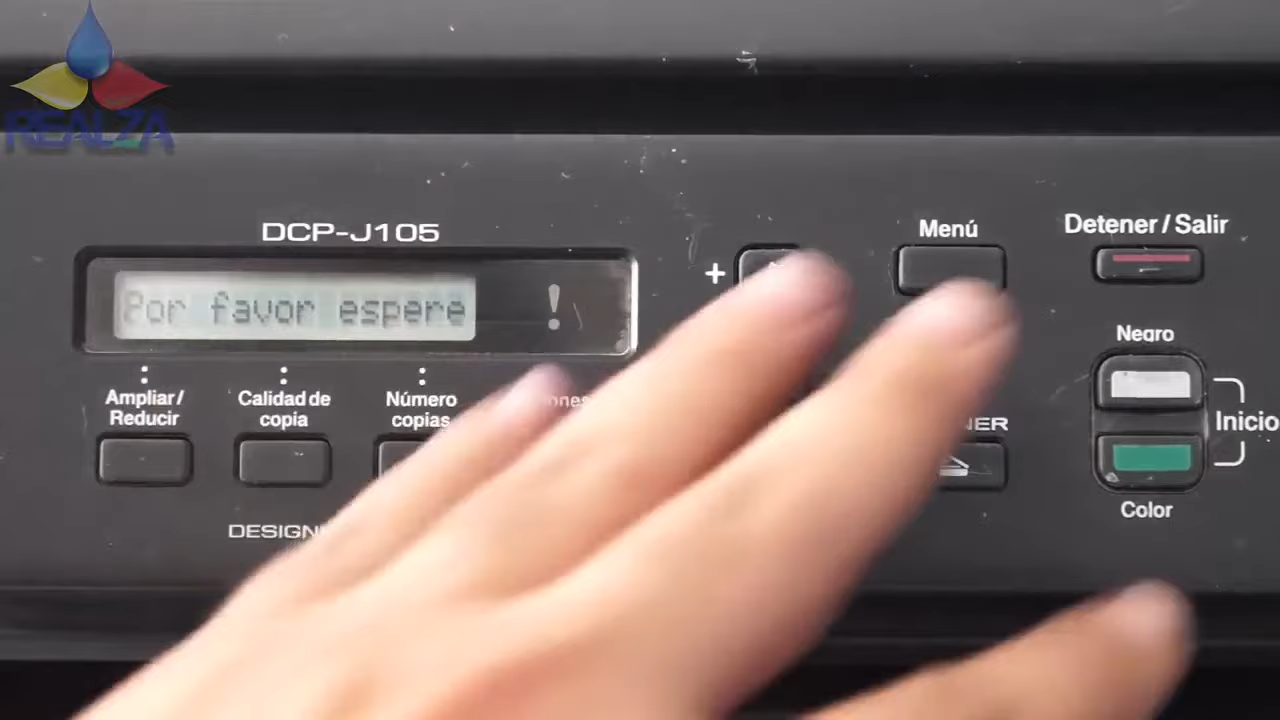 REALZA
DCP-J105
Por favor espere
!
Ampliar/
Reducir
Calidad de
copia
Número
copias
+
Menú
Detener / Salir
Negro
Inicio
Color